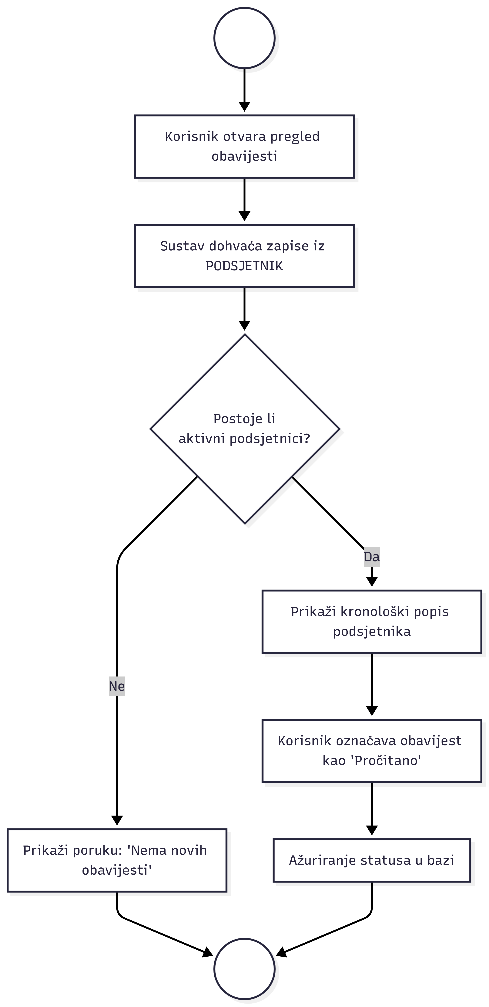 Korisnik otvara pregled
obavijesti
Sustav dohvaća zapise iz
PODSJETNIK
Postoje li
aktivni podsjetnici?
Da
Prikaži kronološki popis
podsjetnika
Ne
Korisnik označava obavijest
kao 'Pročitano'
Prikaži poruku: 'Nema novih
obavijesti'
Ažuriranje statusa u bazi